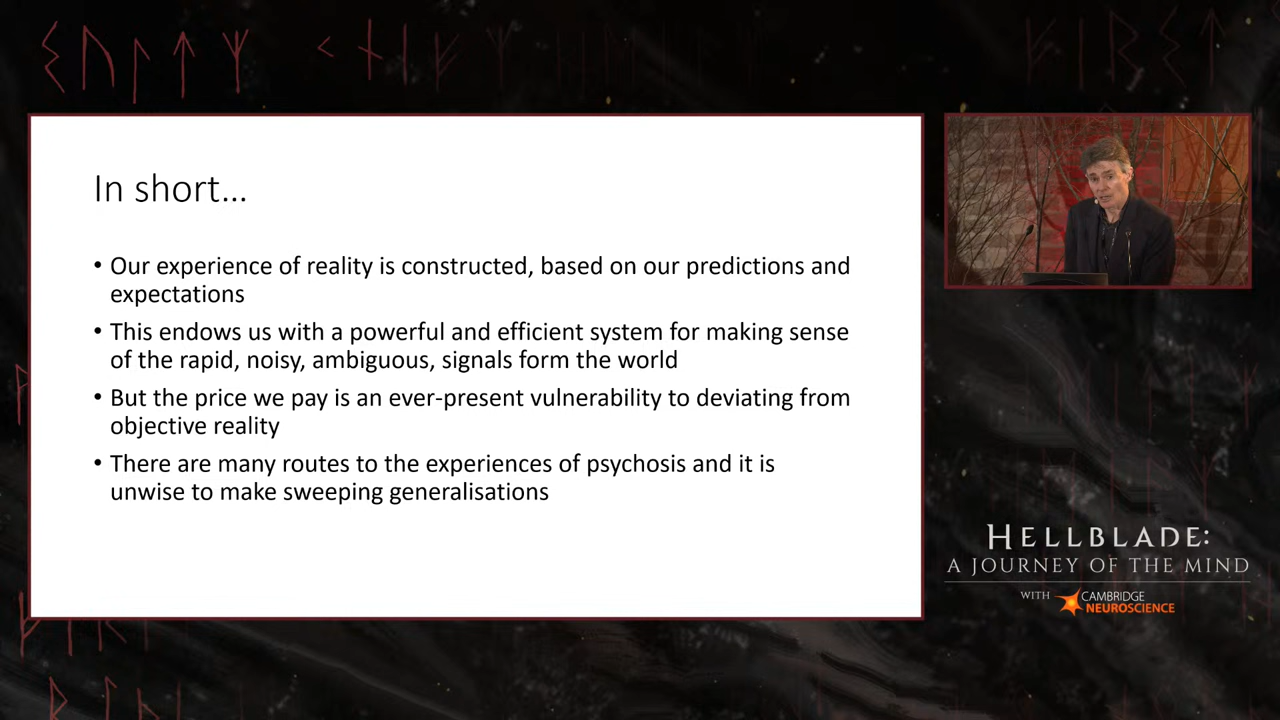 In short...
• Our experience of reality is constructed, based on our predictions and
expectations
• This endows us with a powerful and efficient system for making sense
of the rapid, noisy, ambiguous, signals form the world
• But the price we pay is an ever-present vulnerability to deviating from
objective reality
• There are many routes to the experiences of psychosis and it is
unwise to make sweeping generalisations
HELLBLADE:
A JOURNEY OF THE MIND
WITH CAMBRIDGE
NEUROSCIENCE